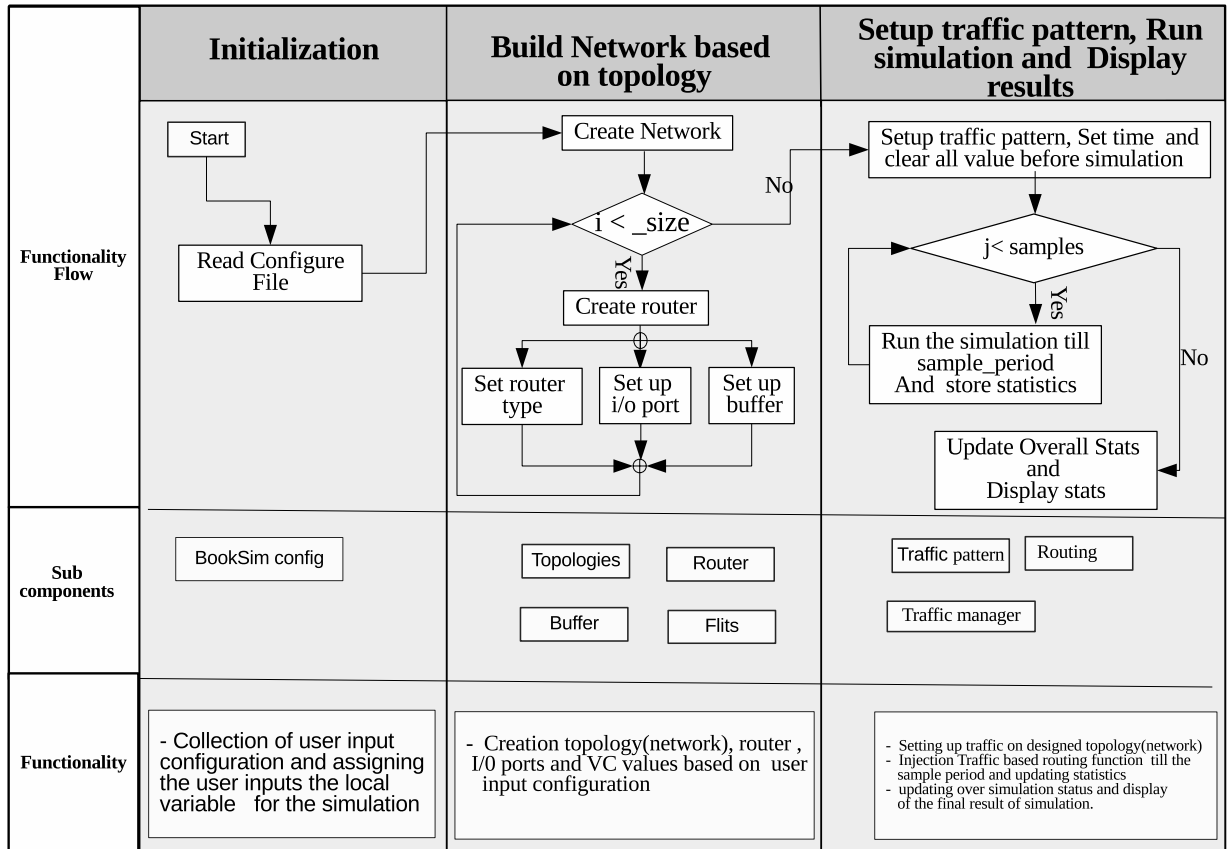 Initialization
Build Network based
on topology
Setup traffic pattern, Run
simulation and Display
results
Functionality
Flow
Start
Read Configure
File
Create Network
No
i < _size
Yes
Create router
Set router
type
Set up
i/o port
Set up
buffer
Setup traffic pattern, Set time and
clear all value before simulation
j< samples
Yes
No
Run the simulation till
sample_period
And store statistics
Update Overall Stats
and
Display stats
Sub
components
BookSim config
Topologies
Router
Buffer
Flits
Traffic pattern
Routing
Traffic manager
Functionality
- Collection of user input
configuration and assigning
the user inputs the local
variable for the simulation
- Creation topology(network), router ,
I/0 ports and VC values based on user
input configuration
- Setting up traffic on designed topology(network)
- Injection Traffic based routing function till the
sample period and updating statistics
- updating over simulation status and display
of the final result of simulation.